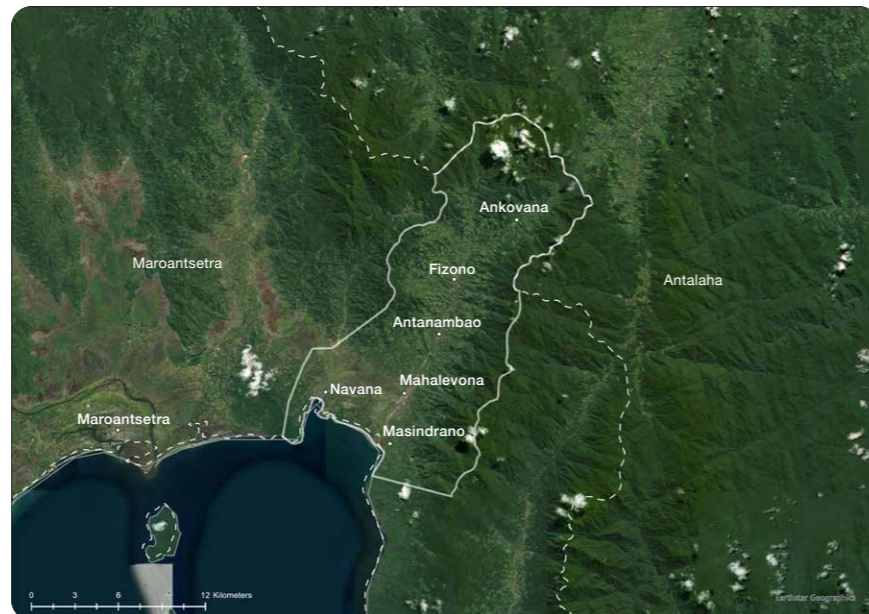 Ankovana
Maroantsetra
Fizono
Antalaha
Antanambao
Navana
Mahalevona
Maroantsetra
Masindrano
0 3 6 12 Kilometers
Earthstar Geographics